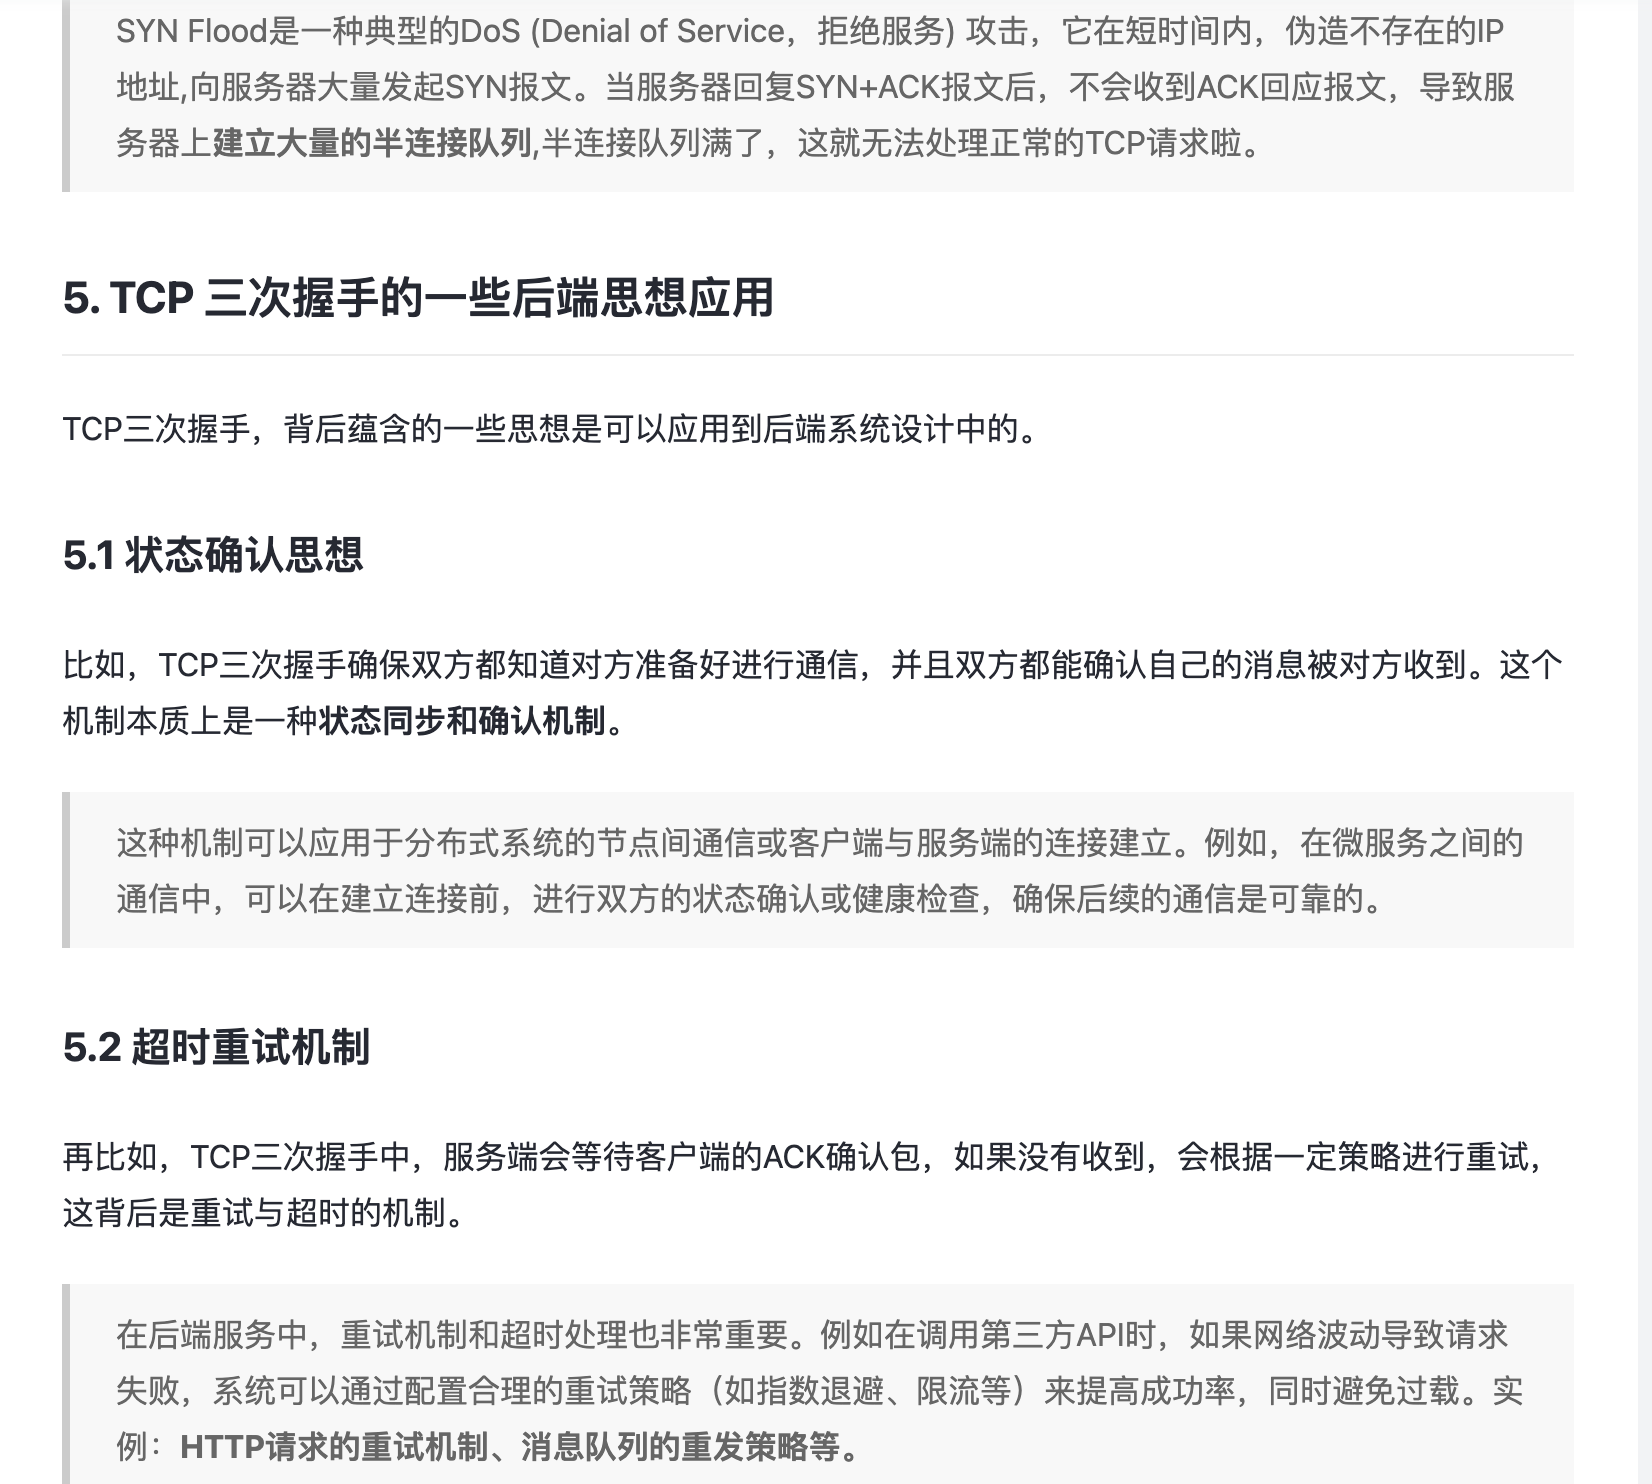 SYN Flood是一种典型的DoS (Denial of Service，拒绝服务) 攻击，它在短时间内，伪造不存在的IP
地址,向服务器大量发起SYN报文。当服务器回复SYN+ACK报文后，不会收到ACK回应报文，导致服
务器上建立大量的半连接队列,半连接队列满了，这就无法处理正常的TCP请求啦。
5. TCP 三次握手的一些后端思想应用
TCP三次握手，背后蕴含的一些思想是可以应用到后端系统设计中的。
5.1 状态确认思想
比如，TCP三次握手确保双方都知道对方准备好进行通信，并且双方都能确认自己的消息被对方收到。这个
机制本质上是一种状态同步和确认机制。
这种机制可以应用于分布式系统的节点间通信或客户端与服务端的连接建立。例如，在微服务之间的
通信中，可以在建立连接前，进行双方的状态确认或健康检查，确保后续的通信是可靠的。
5.2 超时重试机制
再比如，TCP三次握手中，服务端会等待客户端的ACK确认包，如果没有收到，会根据一定策略进行重试，
这背后是重试与超时的机制。
在后端服务中，重试机制和超时处理也非常重要。例如在调用第三方API时，如果网络波动导致请求
失败，系统可以通过配置合理的重试策略（如指数退避、限流等）来提高成功率，同时避免过载。实
例：HTTP请求的重试机制、消息队列的重发策略等。